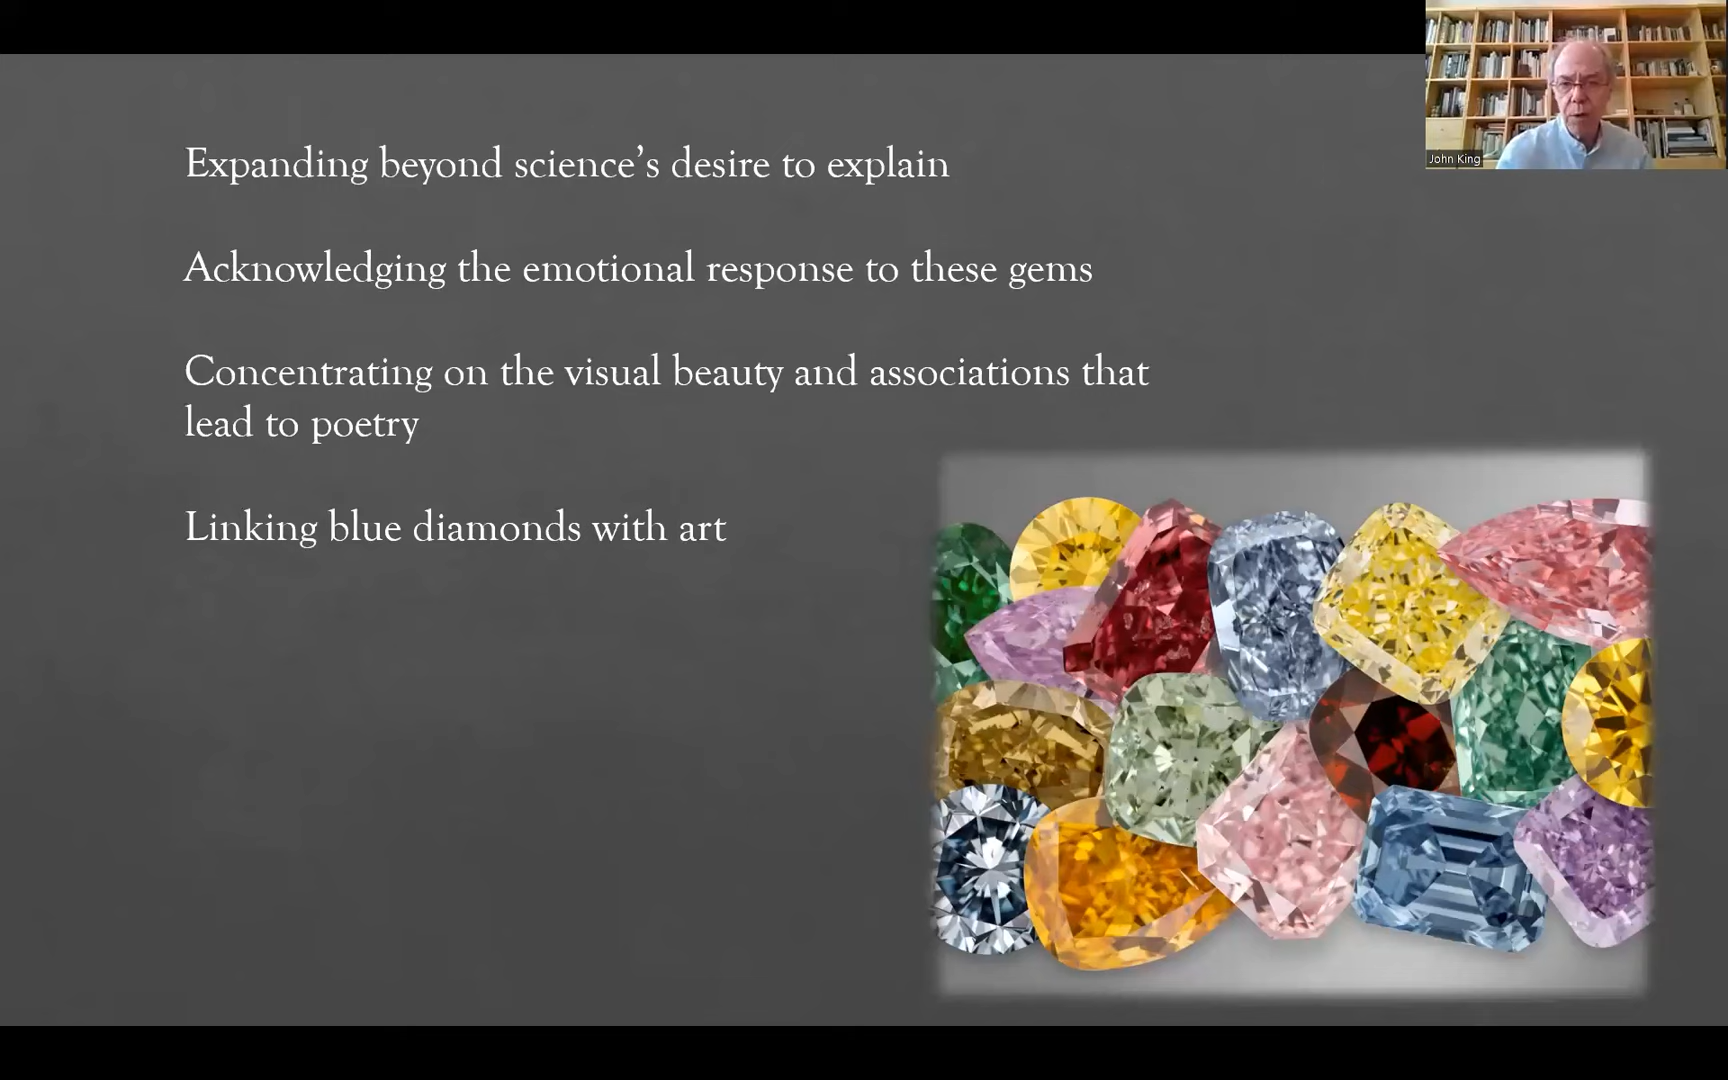 Expanding beyond science’s desire to explain
Acknowledging the emotional response to these gems
Concentrating on the visual beauty and associations that
lead to poetry
Linking blue diamonds with art
John King